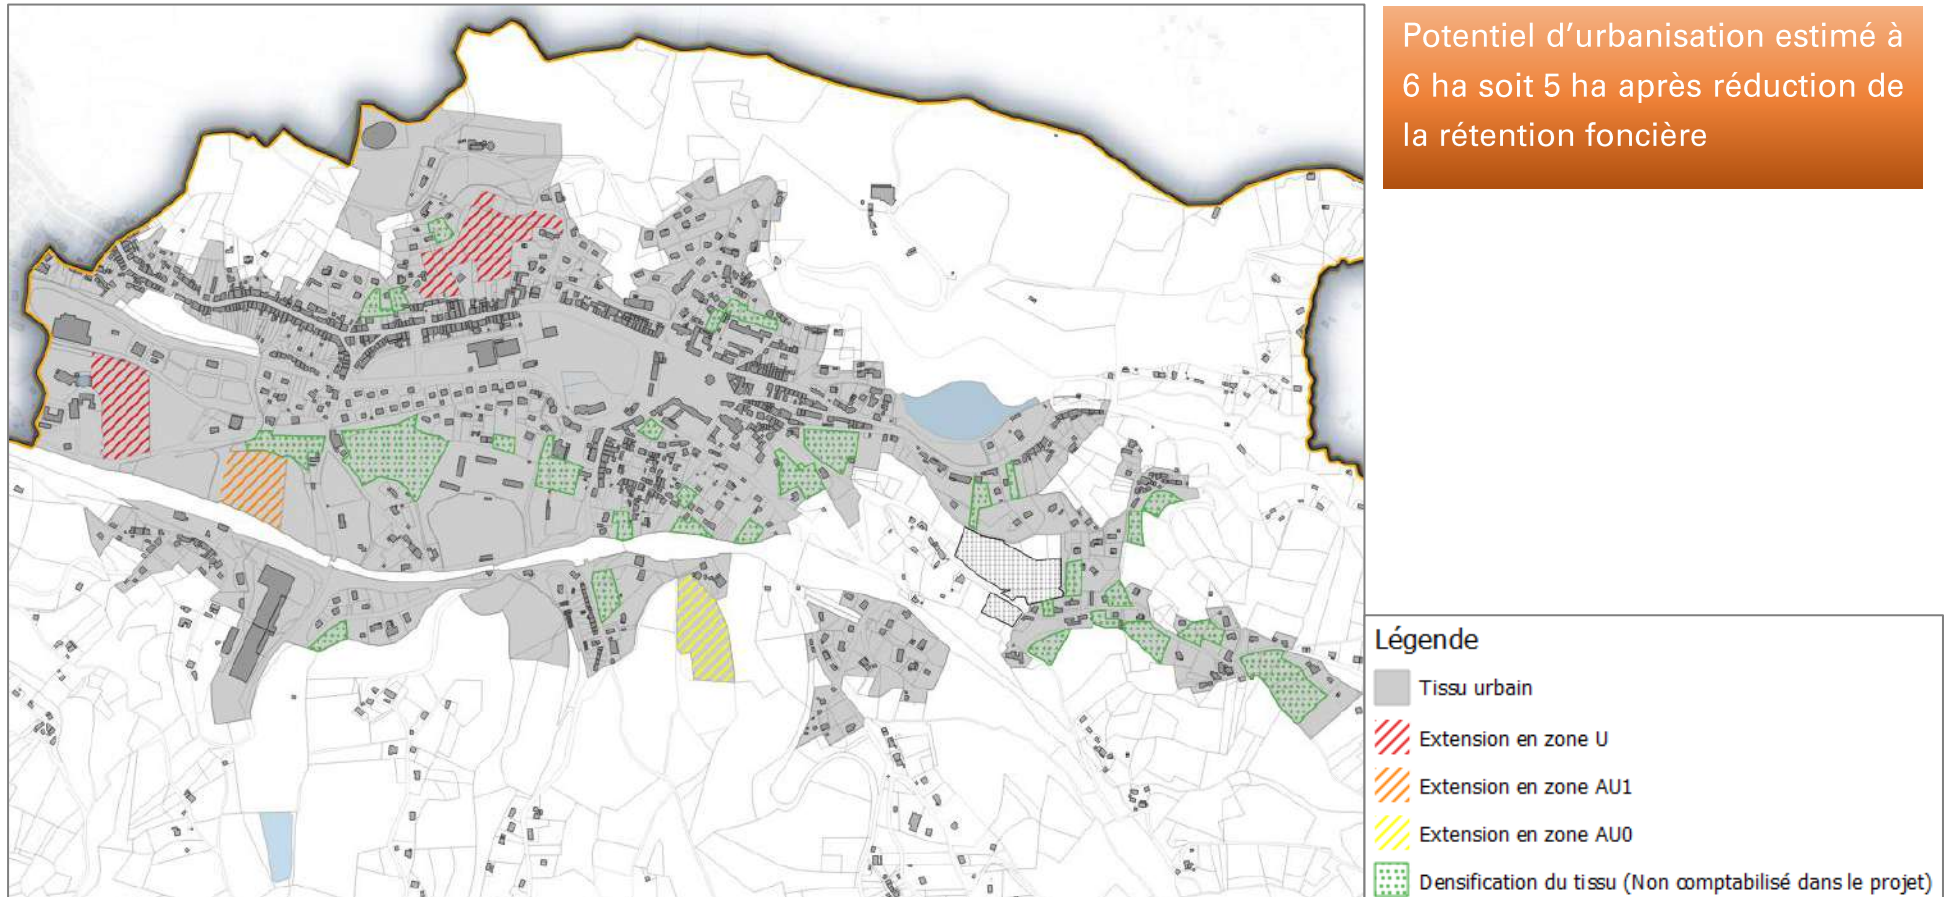 Potentiel d'urbanisation estimé à
6 ha soit 5 ha après réduction de
la rétention foncière
Légende
Tissu urbain
Extension en zone U
Extension en zone AU1
Extension en zone AU0
Densification du tissu (Non comptabilisé dans le projet)